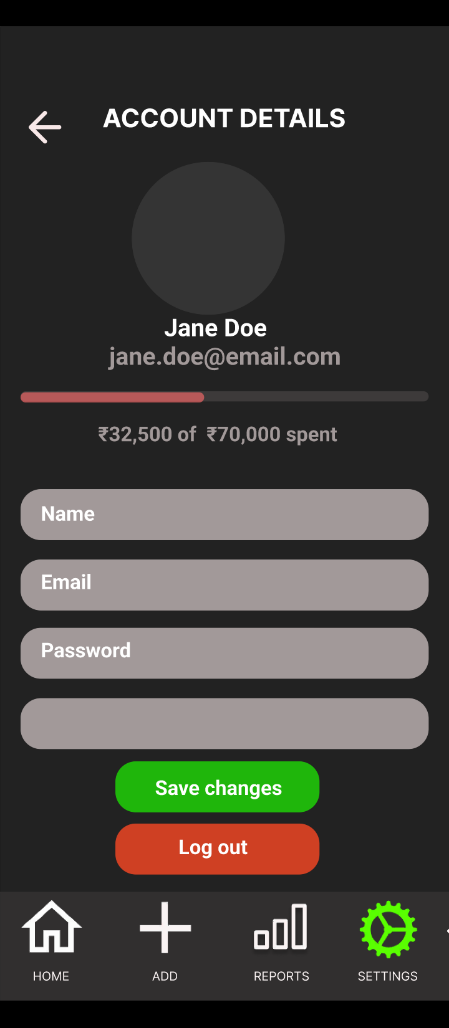 ACCOUNT DETAILS
Jane Doe
jane.doe@email.com
₹32,500 of ₹70,000 spent
Name
Email
Password
Save changes
Log out
HOME
ADD
REPORTS
SETTINGS